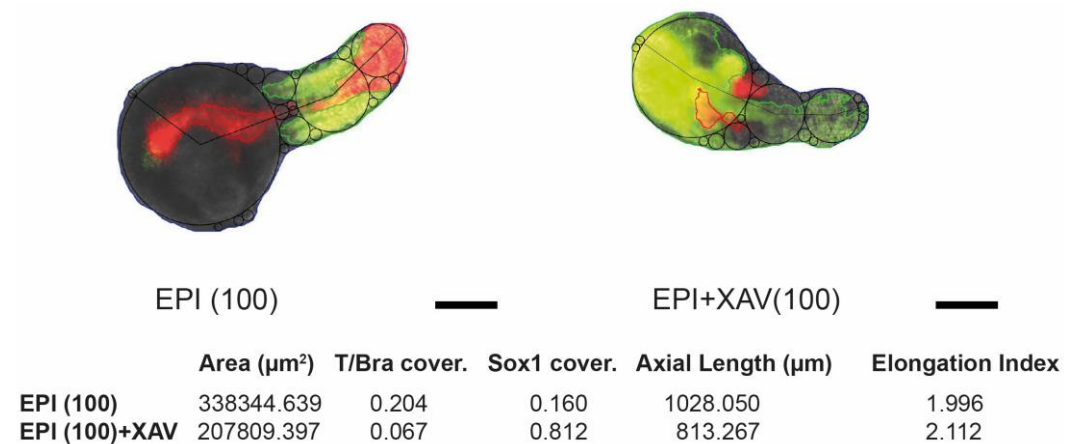 EPI (100) EPI+XAV(100)
Area (µm²) T/Bra cover. Sox1 cover. Axial Length (µm) Elongation Index
EPI (100) 338344.639 0.204 0.160 1028.050 1.996
EPI (100)+XAV 207809.397 0.067 0.812 813.267 2.112